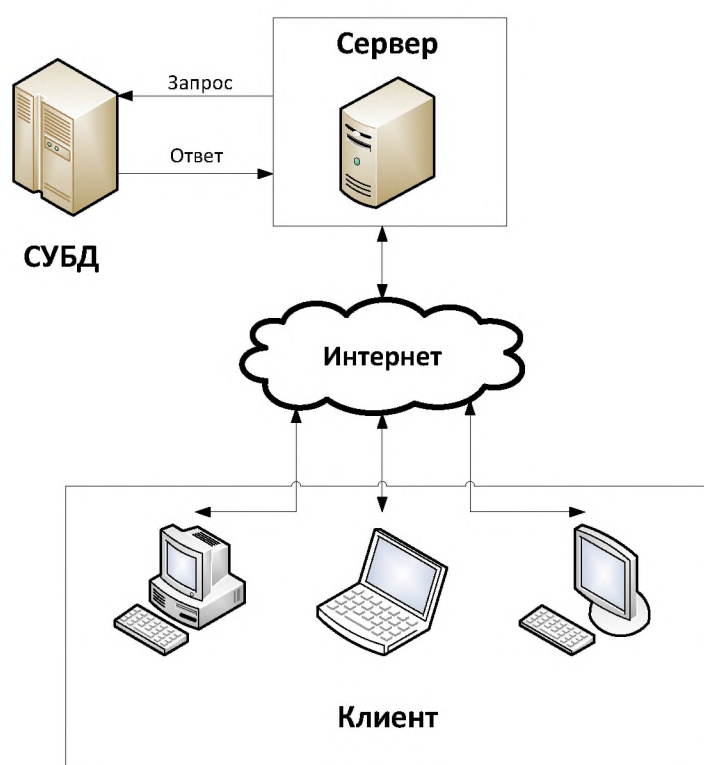 Сервер
Запрос
Ответ
СУБД
Интернет
Клиент